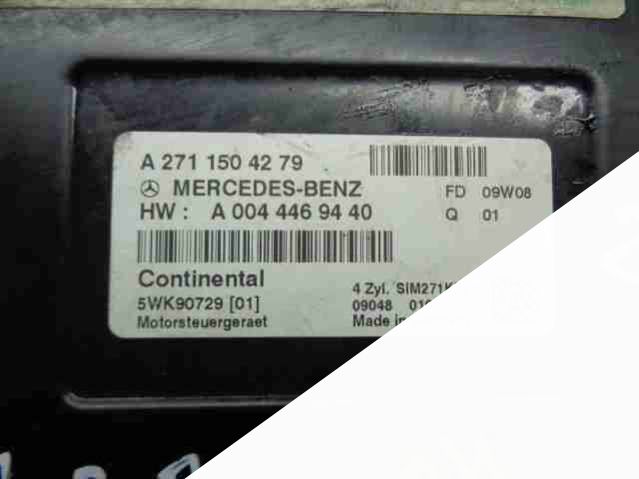 A 271 150 42 79
MERCEDES-BENZ
FD 09W08
HW : A 004 446 94 40
Q 01
Continental
5WK90729 [01]
4 Zyl. SIM271K
Motorsteuergeraet
09048
Made in